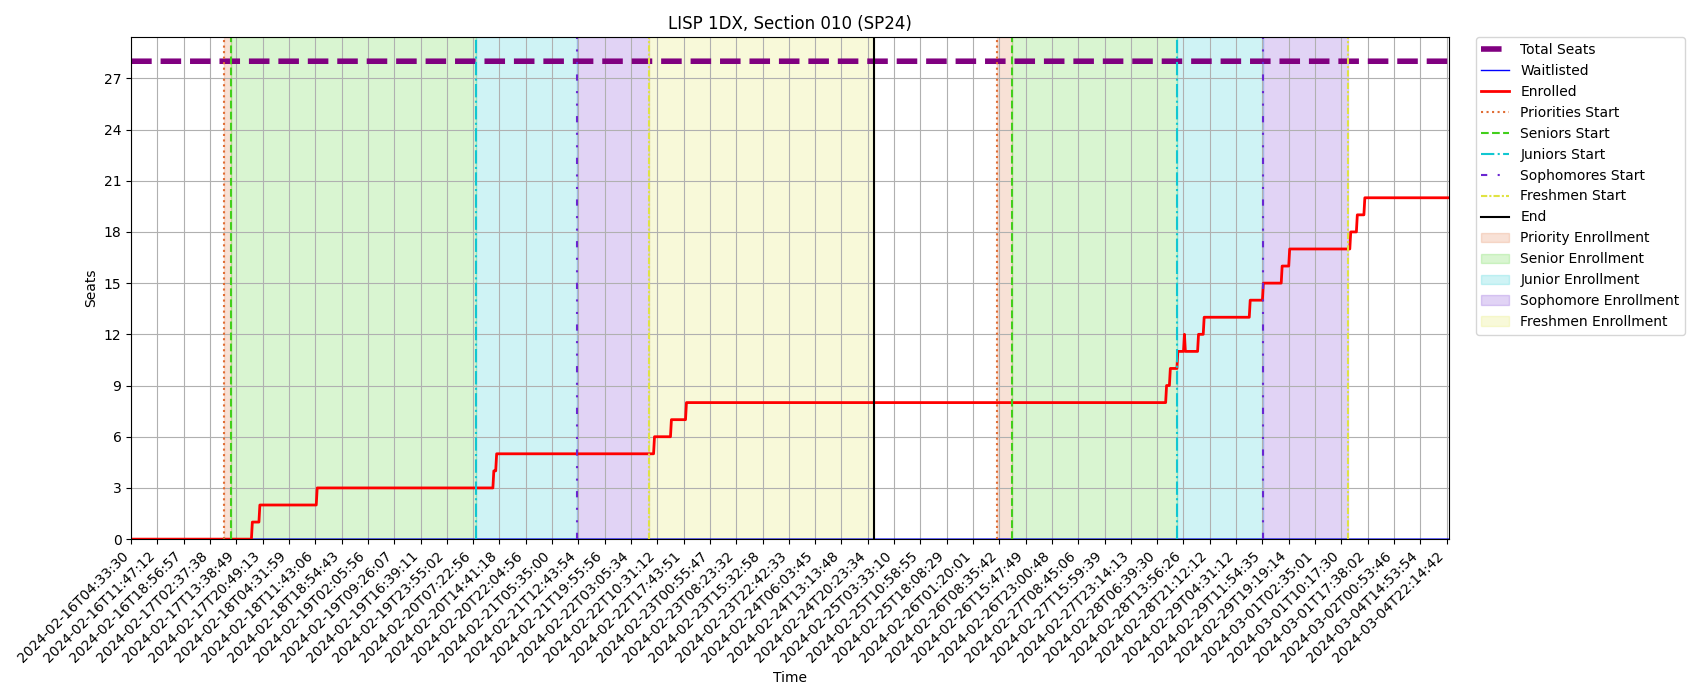 LISP 1DX, Section 010 (SP24)
Total Seats
Waitlisted
Enrolled
Priorities Start
Seniors Start
Juniors Start
Sophomores Start
Freshmen Start
End
Priority Enrollment
Senior Enrollment
Junior Enrollment
Sophomore Enrollment
Freshmen Enrollment
Seats
27
24
21
18
15
12
9
6
3
0
2024-02-16T04:33:30
2024-02-16T11:47:12
2024-02-16T18:56:57
2024-02-17T02:37:38
2024-02-17T13:38:49
2024-02-17T20:49:13
2024-02-18T04:31:59
2024-02-18T11:43:06
2024-02-18T18:54:43
2024-02-19T02:05:56
2024-02-19T09:26:07
2024-02-19T16:39:11
2024-02-19T23:55:02
2024-02-20T07:22:56
2024-02-20T14:41:18
2024-02-20T22:04:56
2024-02-21T05:35:00
2024-02-21T12:43:54
2024-02-21T19:55:56
2024-02-22T03:05:34
2024-02-22T10:31:12
2024-02-22T17:43:51
2024-02-23T00:55:47
2024-02-23T08:23:32
2024-02-23T15:32:58
2024-02-23T22:42:33
2024-02-24T06:03:45
2024-02-24T13:13:48
2024-02-24T20:23:34
2024-02-25T03:33:10
2024-02-25T10:58:55
2024-02-25T18:08:29
2024-02-26T01:20:01
2024-02-26T08:35:42
2024-02-26T15:47:49
2024-02-26T23:00:48
2024-02-27T08:45:06
2024-02-27T15:59:39
2024-02-27T23:14:13
2024-02-28T06:39:30
2024-02-28T13:56:26
2024-02-28T21:12:12
2024-02-29T04:31:12
2024-02-29T11:54:35
2024-02-29T19:19:14
2024-03-01T02:35:01
2024-03-01T10:17:30
2024-03-01T17:38:02
2024-03-02T00:53:46
2024-03-04T14:53:54
2024-03-04T22:14:42
Time